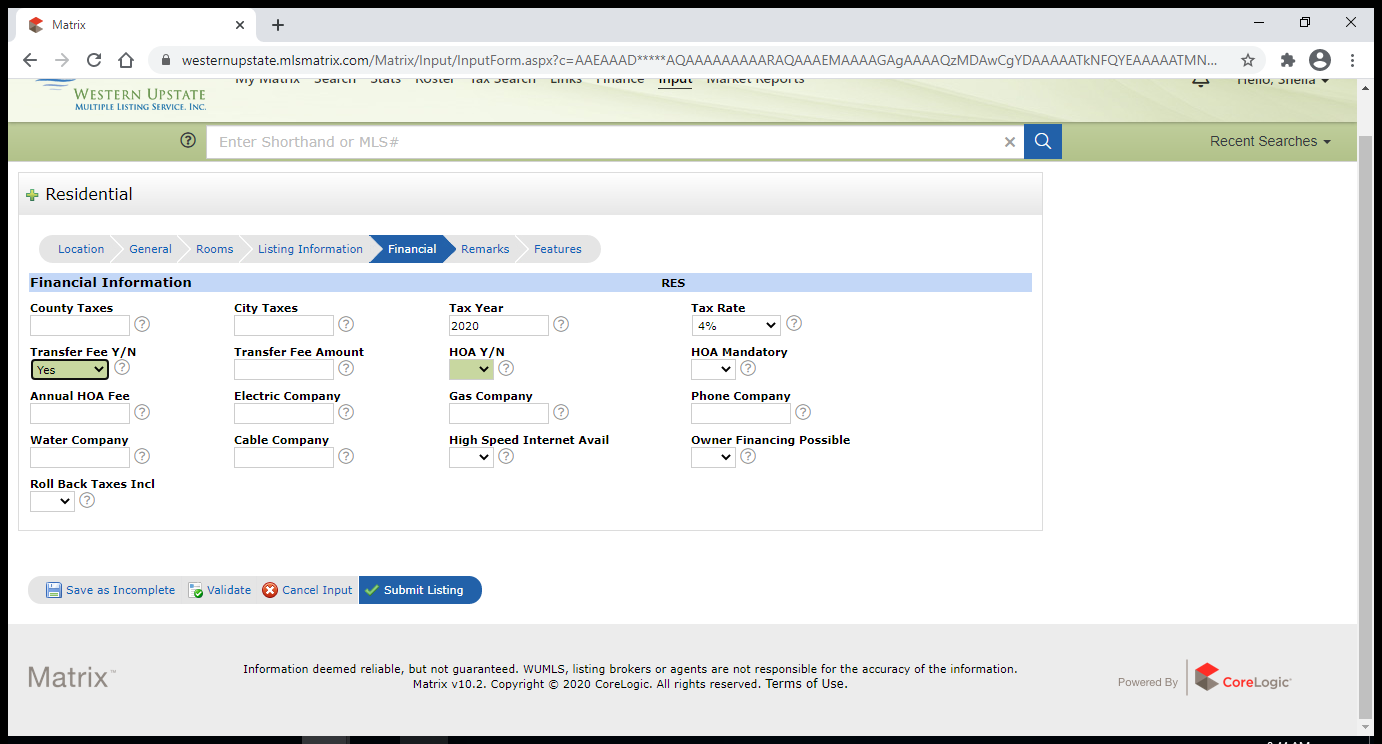 Matrix
westernupstate.mlsmatrix.com/Matrix/Input/InputForm.aspx?c=AAEAAAD*****AQAAAAAAAAARAQAAAEMAAAAGAgAAAAQzMDAwCgYDAAAAATkNFQYEAAAAATMN...
My Matrix Search Stats Roster Tax Search Links Finance Input Market Reports Hello, Sheila
WESTERN UPSTATE
MULTIPLE LISTING SERVICE, INC.
Enter Shorthand or MLS# Recent Searches
Residential
Location General Rooms Listing Information Financial Remarks Features
Financial Information RES
County Taxes City Taxes Tax Year Tax Rate
2020 4%
Transfer Fee Y/N Transfer Fee Amount HOA Y/N HOA Mandatory
Yes
Annual HOA Fee Electric Company Gas Company Phone Company
Water Company Cable Company High Speed Internet Avail Owner Financing Possible
Roll Back Taxes Incl
Save as Incomplete Validate Cancel Input Submit Listing
Matrix™ Information deemed reliable, but not guaranteed. WUMLS, listing brokers or agents are not responsible for the accuracy of the information.
Matrix v10.2. Copyright © 2020 CoreLogic. All rights reserved. Terms of Use.
Powered By CoreLogic